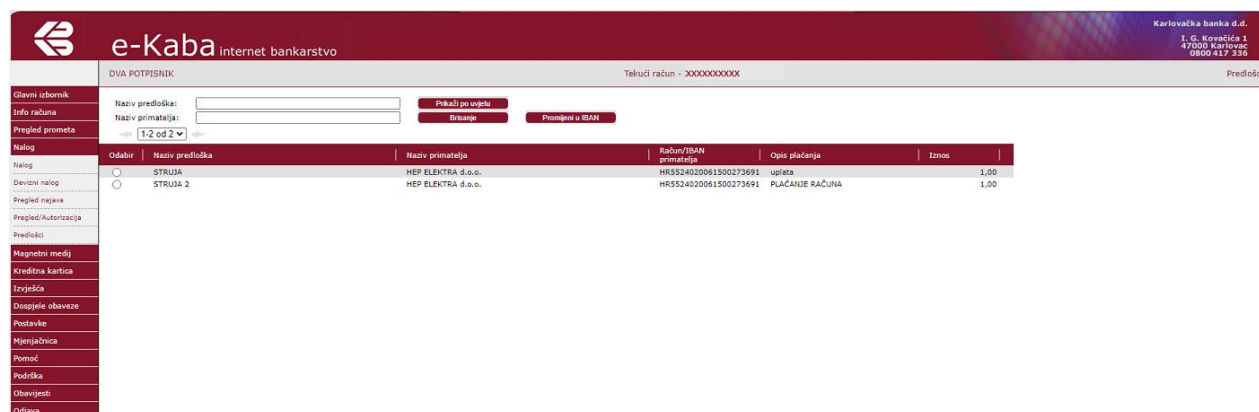 e-Kaba internet bankarstvo
Karlovačka banka d.d.
I. G. Kovačića 1
47000 Karlovac
0800 417 336
DVA POTPISNIK
Tekući račun - XXXXXXXXXX
Predlošc
Glavni izbornik
Info računa
Pregled prometa
Nalog
Nalog
Devizni nalog
Pregled najava
Pregled/Autorizacija
Predlošci
Magnetni medij
Kreditna kartica
Izvješća
Dospjele obaveze
Postavke
Mjenjačnica
Pomoć
Podrška
Obavijesti
Odjava
Naziv predloška: Prikaži po uvjetu
Naziv primatelja: Brisanje Promijeni u IBAN
1-2 od 2
Odabir Naziv predloška Naziv primatelja Račun/IBAN primatelja Opis plaćanja Iznos
STRUJA HEP ELEKTRA d.o.o. HR5524020061500273691 uplata 1,00
STRUJA 2 HEP ELEKTRA d.o.o. HR5524020061500273691 PLAĆANJE RAČUNA 1,00